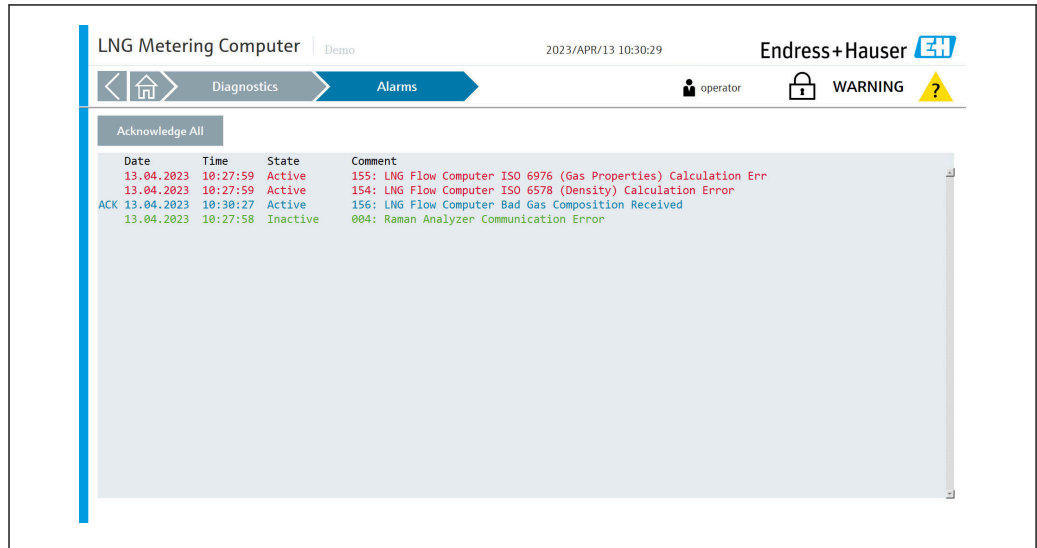 LNG Metering Computer Demo 2023/APR/13 10:30:29 Endress+Hauser EH
Diagnostics Alarms operator WARNING ?
Acknowledge All
Date Time State Comment
13.04.2023 10:27:59 Active 155: LNG Flow Computer ISO 6976 (Gas Properties) Calculation Err
13.04.2023 10:27:59 Active 154: LNG Flow Computer ISO 6578 (Density) Calculation Error
ACK 13.04.2023 10:30:27 Active 156: LNG Flow Computer Bad Gas Composition Received
13.04.2023 10:27:58 Inactive 004: Raman Analyzer Communication Error